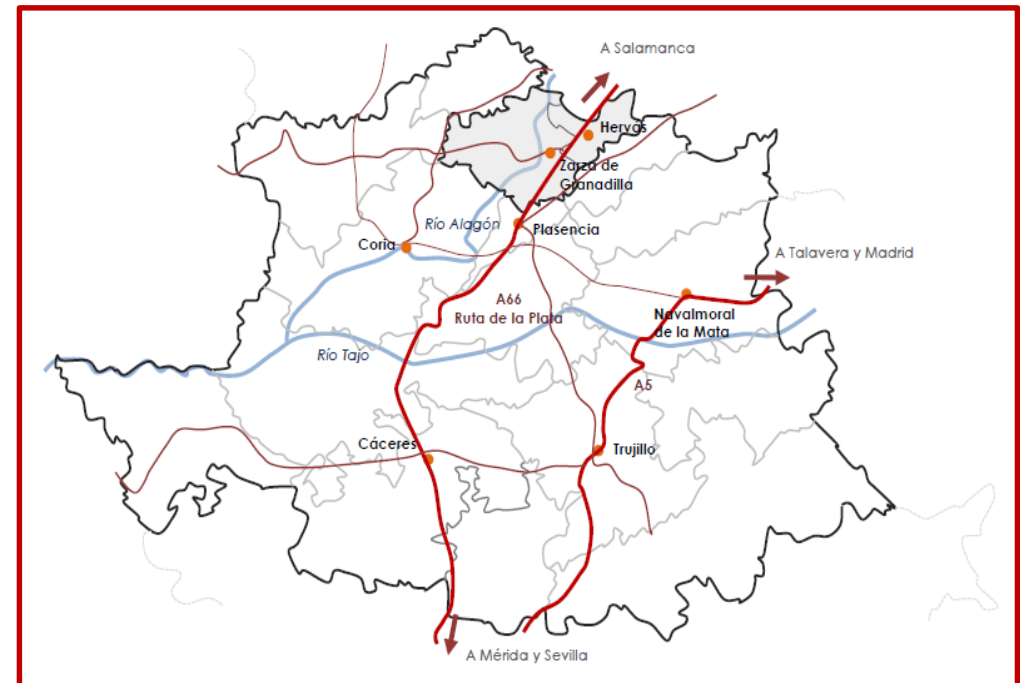 A Salamanca
Hervas
Zarza de
Granadilla
Río Alagón
Plasencia
Coria
A Talavera y Madrid
A66
Ruta de la Plata
Navalmoral
de la Mata
Río Tajo
A5
Cáceres
Trujillo
A Mérida y Sevilla